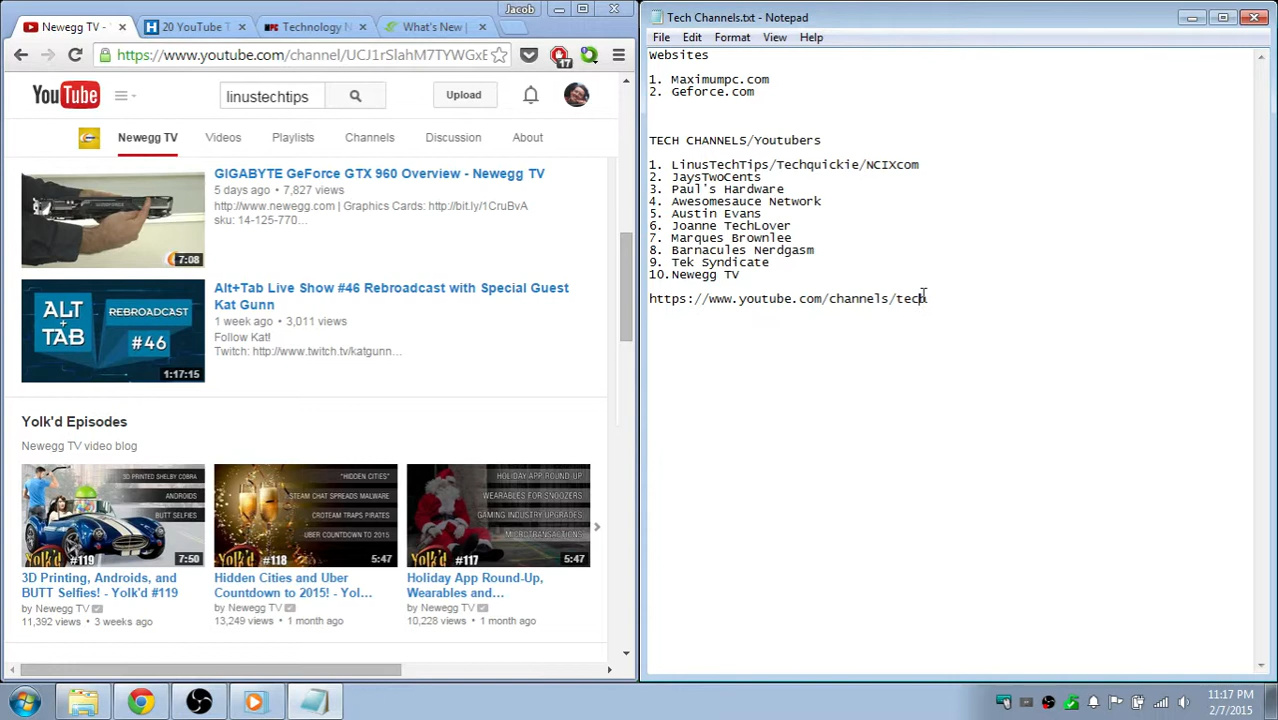 Jacob
Newegg TV -
20 YouTube T
Technology N
What's New |
https://www.youtube.com/channel/UCJ1rSlahM7TYWGxE
17
YouTube
linustechtips
Upload
Newegg TV
Videos
Playlists
Channels
Discussion
About
GIGABYTE GeForce GTX 960 Overview - Newegg TV
5 days ago • 7,827 views
http://www.newegg.com | Graphics Cards: http://bit.ly/1CruBvA
sku: 14-125-770...
7:08
Alt+Tab Live Show #46 Rebroadcast with Special Guest
Kat Gunn
1 week ago • 3,011 views
Follow Kat!
Twitch: http://www.twitch.tv/katgunn...
ALT
+
TAB
REBROADCAST
#46
1:17:15
Yolk'd Episodes
Newegg TV video blog
3D PRINTED SHELBY COBRA
ANDROIDS
BUTT SELFIES
Yolk'd #119
7:50
"HIDDEN CITIES"
STEAM CHAT SPREADS MALWARE
CROTEAM TRAPS PIRATES
UBER COUNTDOWN TO 2015
Yolk'd #118
5:47
HOLIDAY APP ROUND-UP
WEARABLES FOR SNOOZERS
GAMING INDUSTRY UPGRADES
MICROTRANSACTIONS
Yolk'd #117
5:47
3D Printing, Androids, and
BUTT Selfies! - Yolk'd #119
by Newegg TV
11,392 views • 3 weeks ago
Hidden Cities and Uber
Countdown to 2015! - Yol...
by Newegg TV
13,249 views • 1 month ago
Holiday App Round-Up,
Wearables and...
by Newegg TV
10,228 views • 1 month ago
Tech Channels.txt - Notepad
File Edit Format View Help
Websites
1. Maximumpc.com
2. Geforce.com
TECH CHANNELS/Youtubers
1. LinusTechTips/Techquickie/NCIXcom
2. JaysTwoCents
3. Paul's Hardware
4. Awesomesauce Network
5. Austin Evans
6. Joanne TechLover
7. Marques Brownlee
8. Barnacules Nerdgasm
9. Tek Syndicate
10.Newegg TV
https://www.youtube.com/channels/tech
11:17 PM
2/7/2015